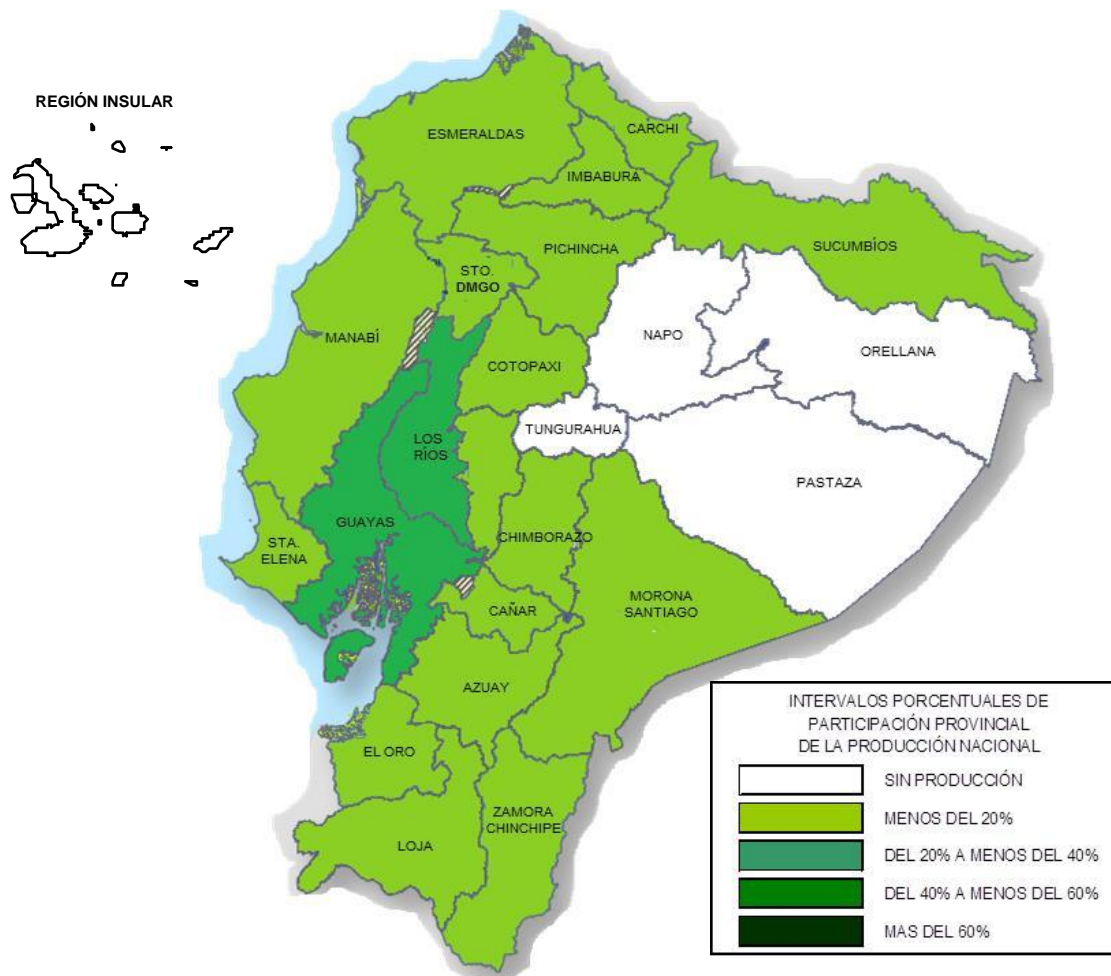 REGIÓN INSULAR
ESMERALDAS
CARCHI
IMBABURA
PICHINCHA
SUCUMBÍOS
STO.
DMGO
MANABÍ
NAPO
ORELLANA
COTOPAXI
TUNGURAHUA
LOS
RÍOS
PASTAZA
GUAYAS
STA.
ELENA
CHIMBORAZO
MORONA
SANTIAGO
CAÑAR
AZUAY
EL ORO
ZAMORA
CHINCHIPE
LOJA
INTERVALOS PORCENTUALES DE
PARTICIPACIÓN PROVINCIAL
DE LA PRODUCCIÓN NACIONAL
SIN PRODUCCIÓN
MENOS DEL 20%
DEL 20% A MENOS DEL 40%
DEL 40% A MENOS DEL 60%
MAS DEL 60%